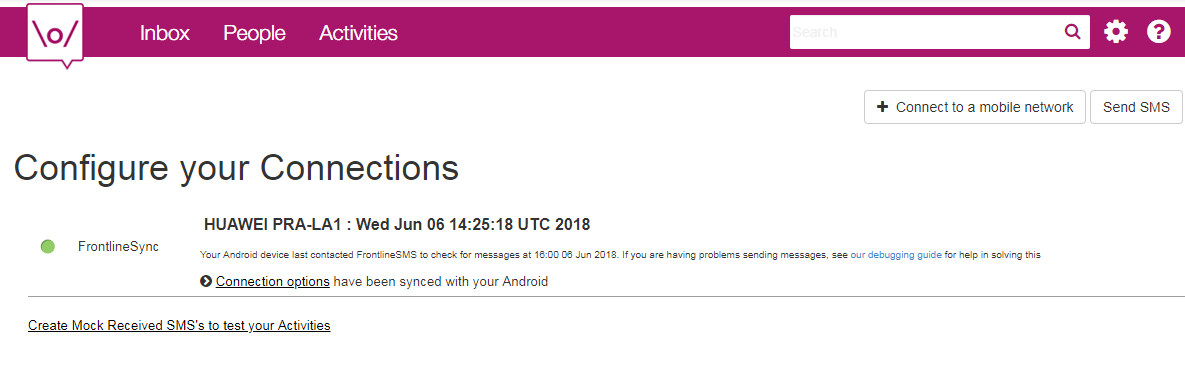 \o/
Inbox People Activities Search
Connect to a mobile network Send SMS
Configure your Connections
HUAWEI PRA-LA1 : Wed Jun 06 14:25:18 UTC 2018
FrontlineSync
Your Android device last contacted FrontlineSMS to check for messages at 16:00 06 Jun 2018. If you are having problems sending messages, see our debugging guide for help in solving this
Connection options have been synced with your Android
Create Mock Received SMS's to test your Activities